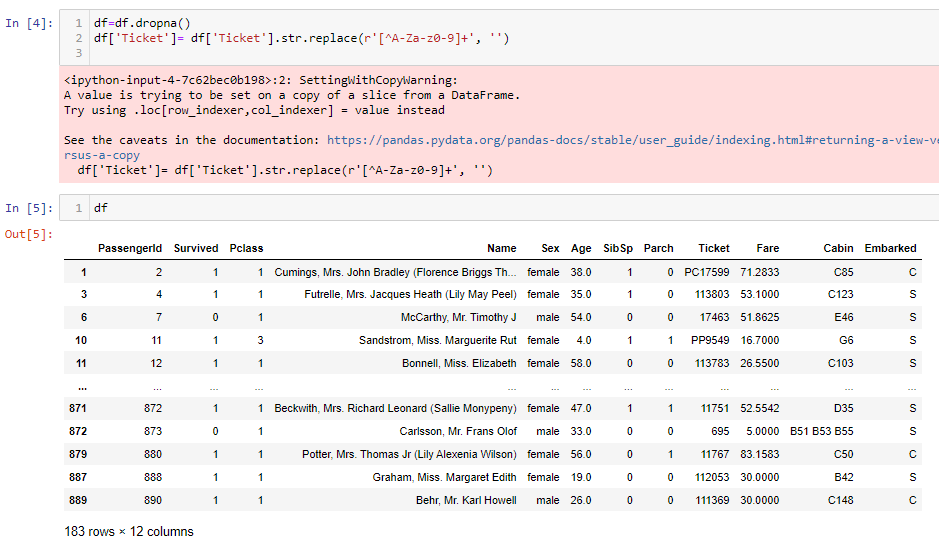 In [4]:
1 df=df.dropna()
2 df['Ticket']= df['Ticket'].str.replace(r'[^A-Za-z0-9]+', '')
3
<ipython-input-4-7c62bec0b198>:2: SettingWithCopyWarning:
A value is trying to be set on a copy of a slice from a DataFrame.
Try using .loc[row_indexer,col_indexer] = value instead
See the caveats in the documentation: https://pandas.pydata.org/pandas-docs/stable/user_guide/indexing.html#returning-a-view-ve
rsus-a-copy
df['Ticket']= df['Ticket'].str.replace(r'[^A-Za-z0-9]+', '')
In [5]:
1 df
Out[5]:
PassengerId Survived Pclass Name Sex Age SibSp Parch Ticket Fare Cabin Embarked
1 2 1 1 Cumings, Mrs. John Bradley (Florence Briggs Th... female 38.0 1 0 PC17599 71.2833 C85 C
3 4 1 1 Futrelle, Mrs. Jacques Heath (Lily May Peel) female 35.0 1 0 113803 53.1000 C123 S
6 7 0 1 McCarthy, Mr. Timothy J male 54.0 0 0 17463 51.8625 E46 S
10 11 1 3 Sandstrom, Miss. Marguerite Rut female 4.0 1 1 PP9549 16.7000 G6 S
11 12 1 1 Bonnell, Miss. Elizabeth female 58.0 0 0 113783 26.5500 C103 S
... ... ... ... ... ... ... ... ... ... ... ... ...
871 872 1 1 Beckwith, Mrs. Richard Leonard (Sallie Monypeny) female 47.0 1 1 11751 52.5542 D35 S
872 873 0 1 Carlsson, Mr. Frans Olof male 33.0 0 0 695 5.0000 B51 B53 B55 S
879 880 1 1 Potter, Mrs. Thomas Jr (Lily Alexenia Wilson) female 56.0 0 1 11767 83.1583 C50 C
887 888 1 1 Graham, Miss. Margaret Edith female 19.0 0 0 112053 30.0000 B42 S
889 890 1 1 Behr, Mr. Karl Howell male 26.0 0 0 111369 30.0000 C148 C
183 rows × 12 columns